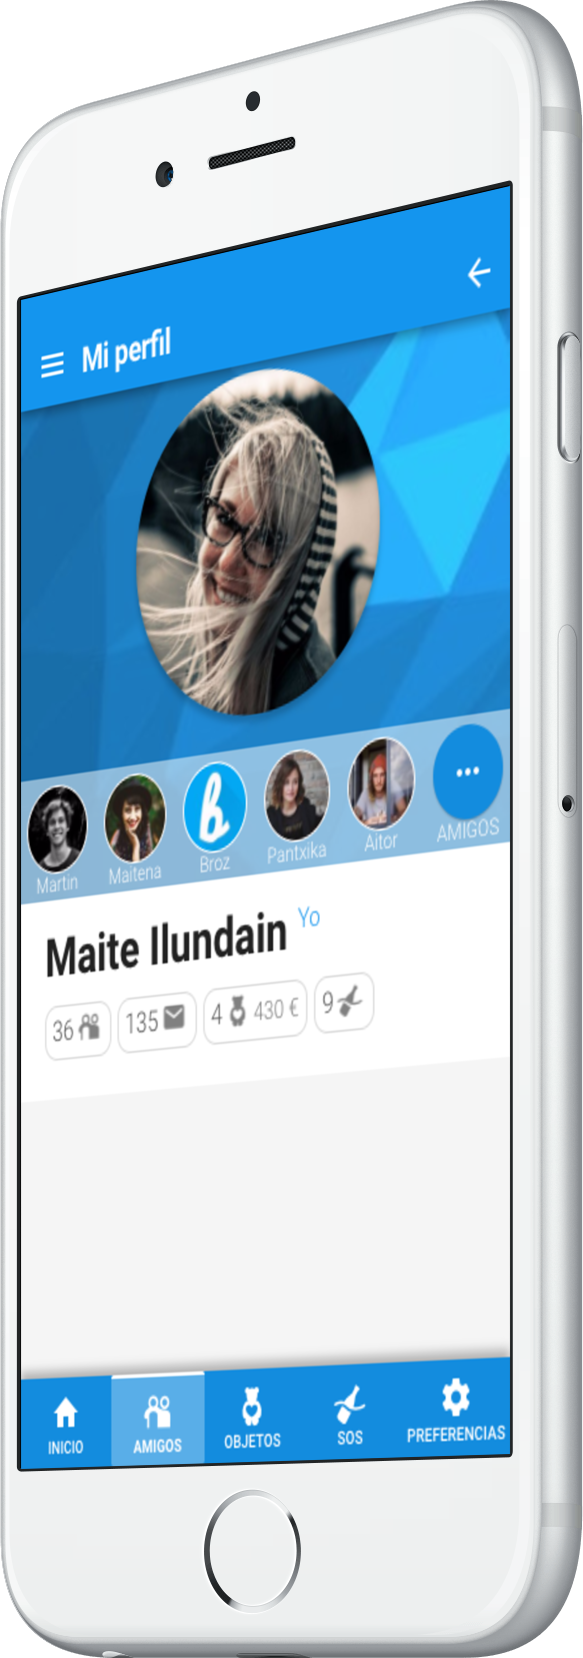 Mi perfil
Martin
Maitena
b
Broz
Pantxika
Aitor
AMIGOS
Maite Ilundain Yo
36
135
4 430 €
9
INICIO
AMIGOS
OBJETOS
SOS
PREFERENCIAS